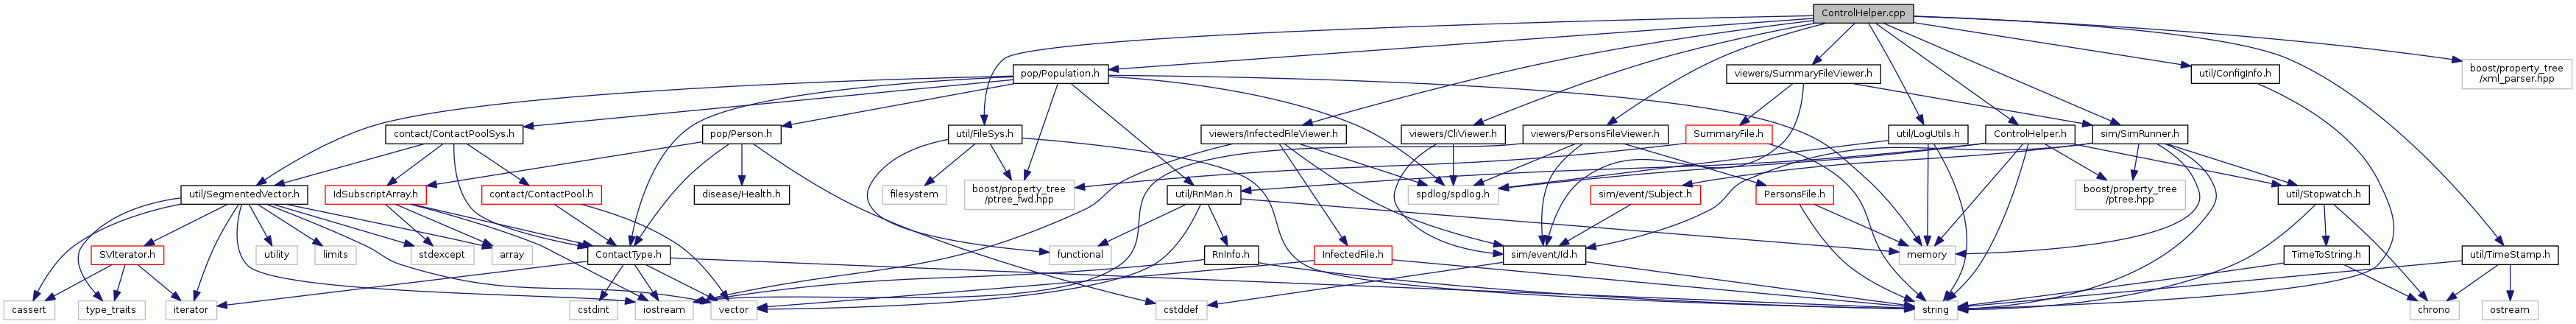 ControlHelper.cpp
pop/Population.h
viewers/SummaryFileViewer.h
util/ConfigInfo.h
boost/property_tree
/xml_parser.hpp
contact/ContactPoolSys.h
pop/Person.h
util/FileSys.h
viewers/InfectedFileViewer.h
viewers/CliViewer.h
viewers/PersonsFileViewer.h
SummaryFile.h
util/LogUtils.h
ControlHelper.h
sim/SimRunner.h
util/SegmentedVector.h
IdSubscriptArray.h
contact/ContactPool.h
disease/Health.h
filesystem
boost/property_tree
/ptree_fwd.hpp
util/RnMan.h
spdlog/spdlog.h
sim/event/Subject.h
PersonsFile.h
boost/property_tree
/ptree.hpp
util/Stopwatch.h
SVIterator.h
utility
limits
stdexcept
array
ContactType.h
functional
RnInfo.h
InfectedFile.h
sim/event/Id.h
memory
TimeToString.h
util/TimeStamp.h
cassert
type_traits
iterator
cstdint
iostream
vector
cstddef
string
chrono
ostream